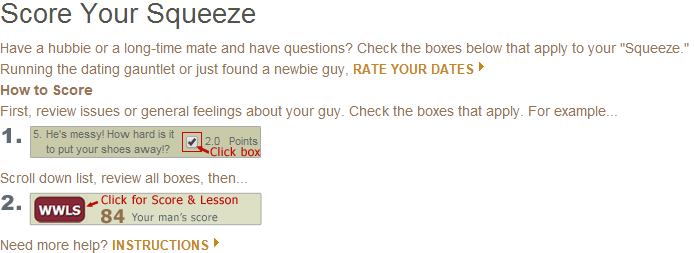 Score Your Squeeze
Have a hubbie or a long-time mate and have questions? Check the boxes below that apply to your "Squeeze."
Running the dating gauntlet or just found a newbie guy, RATE YOUR DATES
How to Score
First, review issues or general feelings about your guy. Check the boxes that apply. For example...
1.
5. He's messy! How hard is it
to put your shoes away!?
2.0 Points
Click box
Scroll down list, review all boxes, then...
2.
WWLS
Click for Score & Lesson
84 Your man's score
Need more help? INSTRUCTIONS